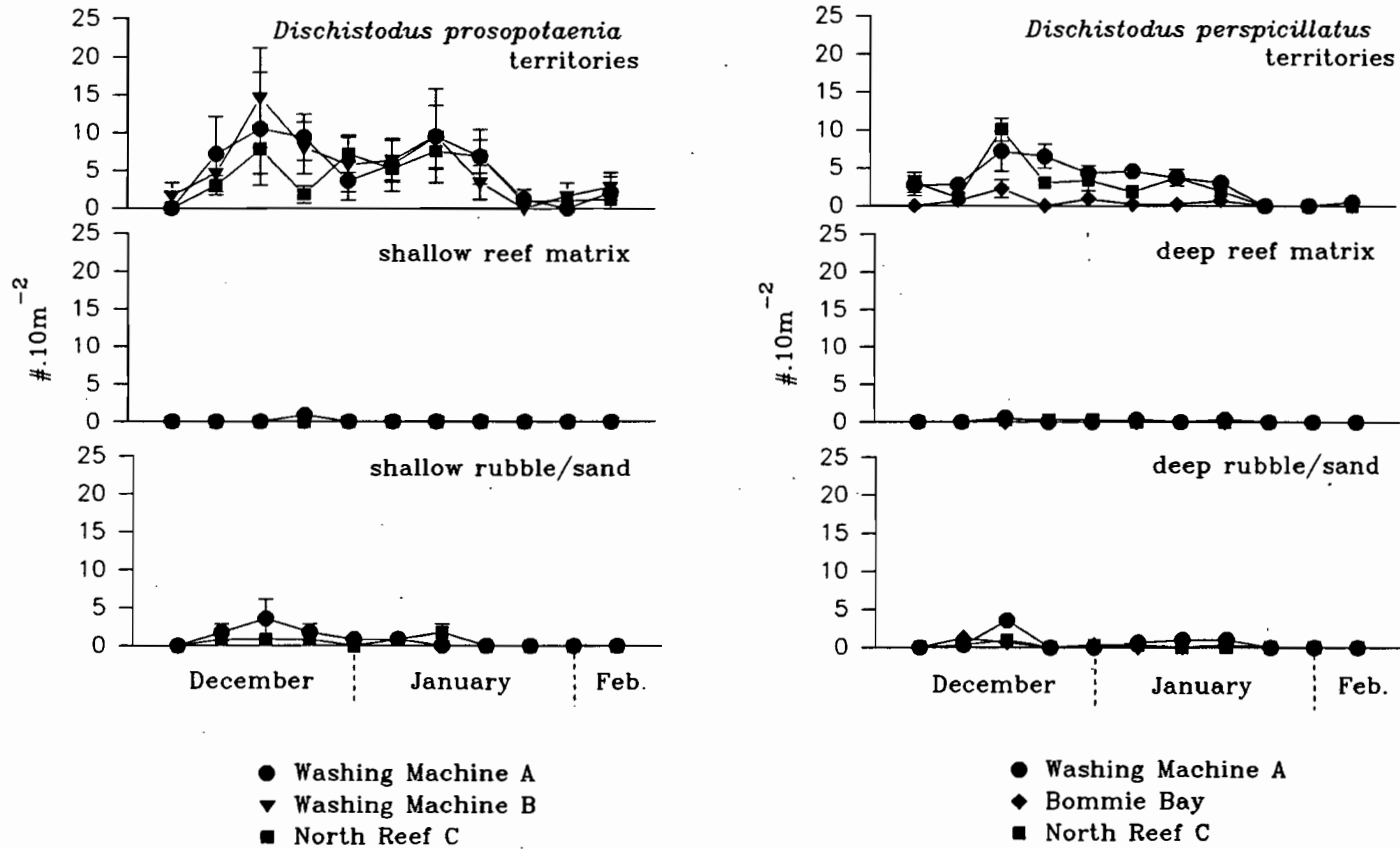 Dischistodus prosopotaenia
territories
25
20
15
10
5
0
shallow reef matrix
25
20
15
10
5
0
#.10m⁻²
shallow rubble/sand
25
20
15
10
5
0
December
January
Feb.
● Washing Machine A
▼ Washing Machine B
■ North Reef C
Dischistodus perspicillatus
territories
25
20
15
10
5
0
deep reef matrix
25
20
15
10
5
0
#.10m⁻²
deep rubble/sand
25
20
15
10
5
0
December
January
Feb.
● Washing Machine A
◆ Bommie Bay
■ North Reef C